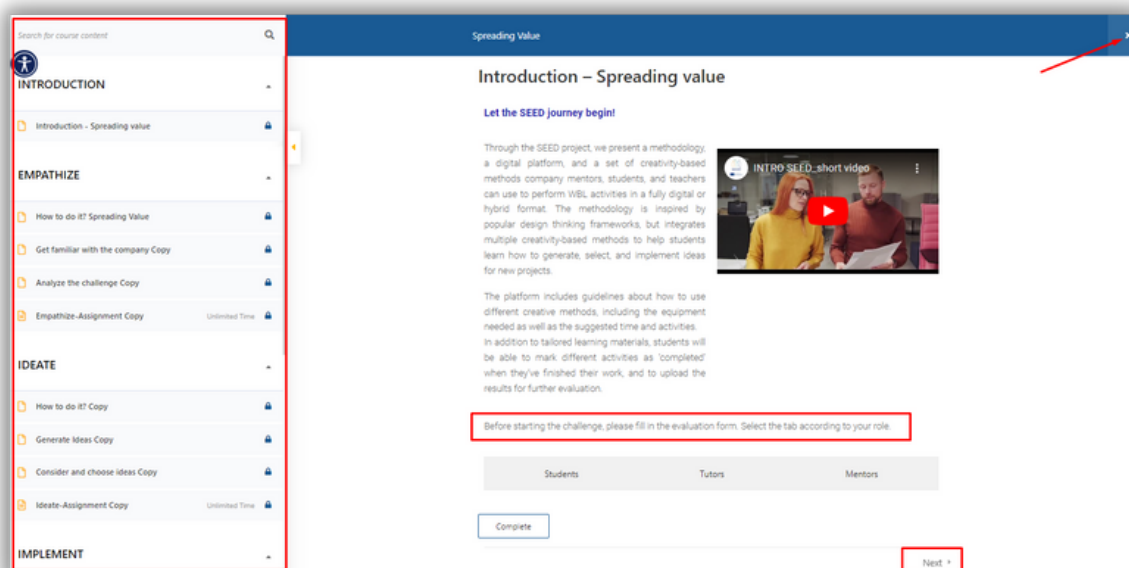 Search for course content
INTRODUCTION
Introduction - Spreading value
EMPATHIZE
How to do it? Spreading Value
Get familiar with the company Copy
Analyze the challenge Copy
Empathize-Assignment Copy Unlimited Time
IDEATE
How to do it? Copy
Generate Ideas Copy
Consider and choose ideas Copy
Ideate-Assignment Copy Unlimited Time
IMPLEMENT
Spreading Value
Introduction – Spreading value
Let the SEED journey begin!
Through the SEED project, we present a methodology,
a digital platform, and a set of creativity-based
methods company mentors, students, and teachers
can use to perform WBL activities in a fully digital or
hybrid format. The methodology is inspired by
popular design thinking frameworks, but integrates
multiple creativity-based methods to help students
learn how to generate, select, and implement ideas
for new projects.
INTRO SEED_short video
The platform includes guidelines about how to use
different creative methods, including the equipment
needed as well as the suggested time and activities.
In addition to tailored learning materials, students will
be able to mark different activities as 'completed'
when they've finished their work, and to upload the
results for further evaluation.
Before starting the challenge, please fill in the evaluation form. Select the tab according to your role.
Students Tutors Mentors
Complete
Next